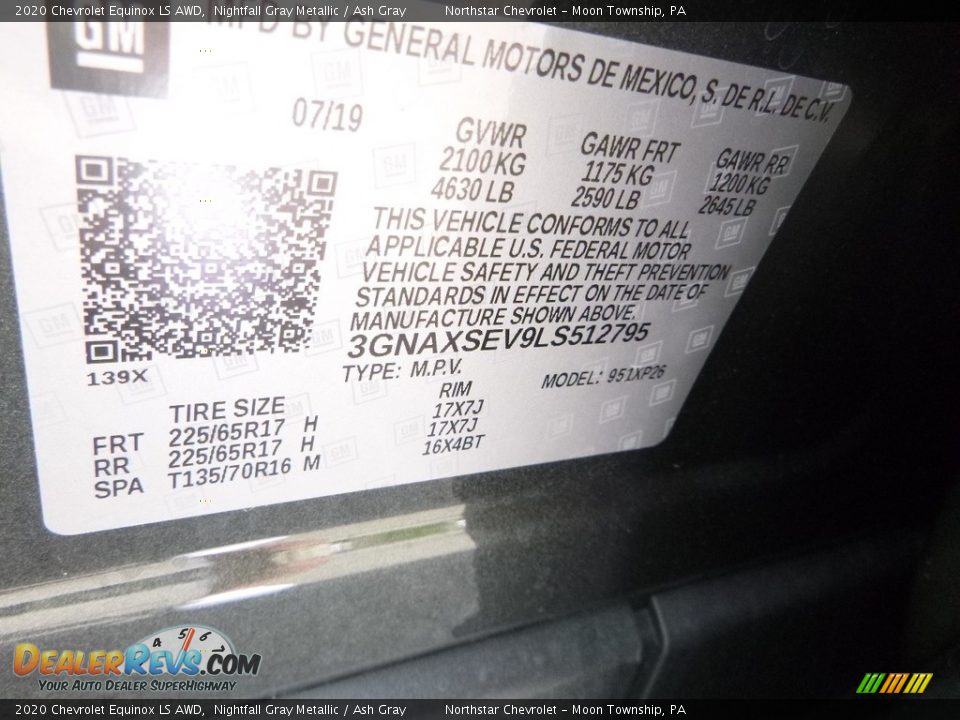 2020 Chevrolet Equinox LS AWD,  Nightfall Gray Metallic / Ash Gray          Northstar Chevrolet - Moon Township, PA
GM
MFD BY GENERAL MOTORS DE MEXICO, S. DE R.L. DE C.V.
07/19
GVWR GAWR FRT GAWR RR
2100 KG 1175 KG 1200 KG
4630 LB 2590 LB 2645 LB
THIS VEHICLE CONFORMS TO ALL
APPLICABLE U.S. FEDERAL MOTOR
VEHICLE SAFETY AND THEFT PREVENTION
STANDARDS IN EFFECT ON THE DATE OF
MANUFACTURE SHOWN ABOVE.
3GNAXSEV9LS512795
139X
TYPE: M.P.V. MODEL: 951XP26
TIRE SIZE RIM
FRT 225/65R17 H 17X7J
RR 225/65R17 H 17X7J
SPA T135/70R16 M 16X4BT
4 5 6
DEALERREVS.COM
YOUR AUTO DEALER SUPERHIGHWAY
2020 Chevrolet Equinox LS AWD,  Nightfall Gray Metallic / Ash Gray          Northstar Chevrolet - Moon Township, PA